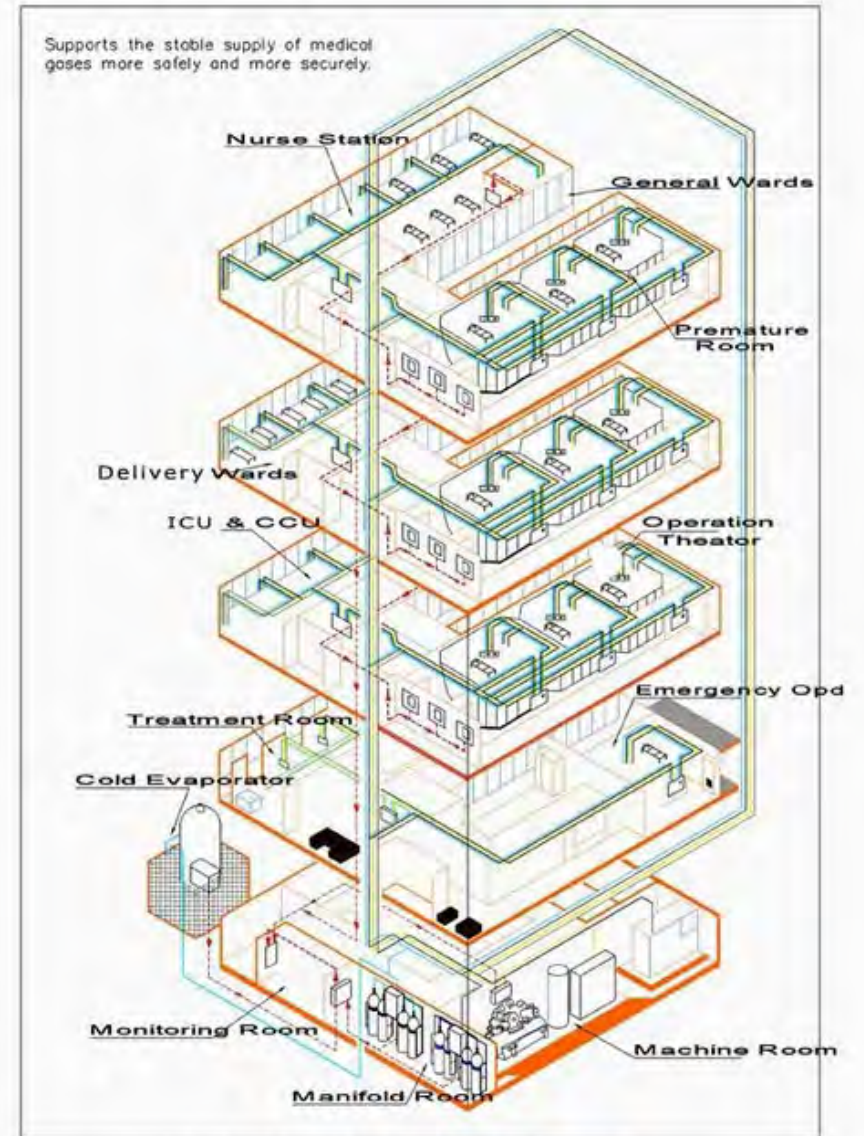 Supports the stable supply of medical
gases more safely and more securely.
Nurse Station
General Wards
Premature
Room
Delivery Wards
ICU & CCU
Operation
Theator
Emergency Opd
Treatment Room
Cold Evaporator
Monitoring Room
Machine Room
Manifold Room